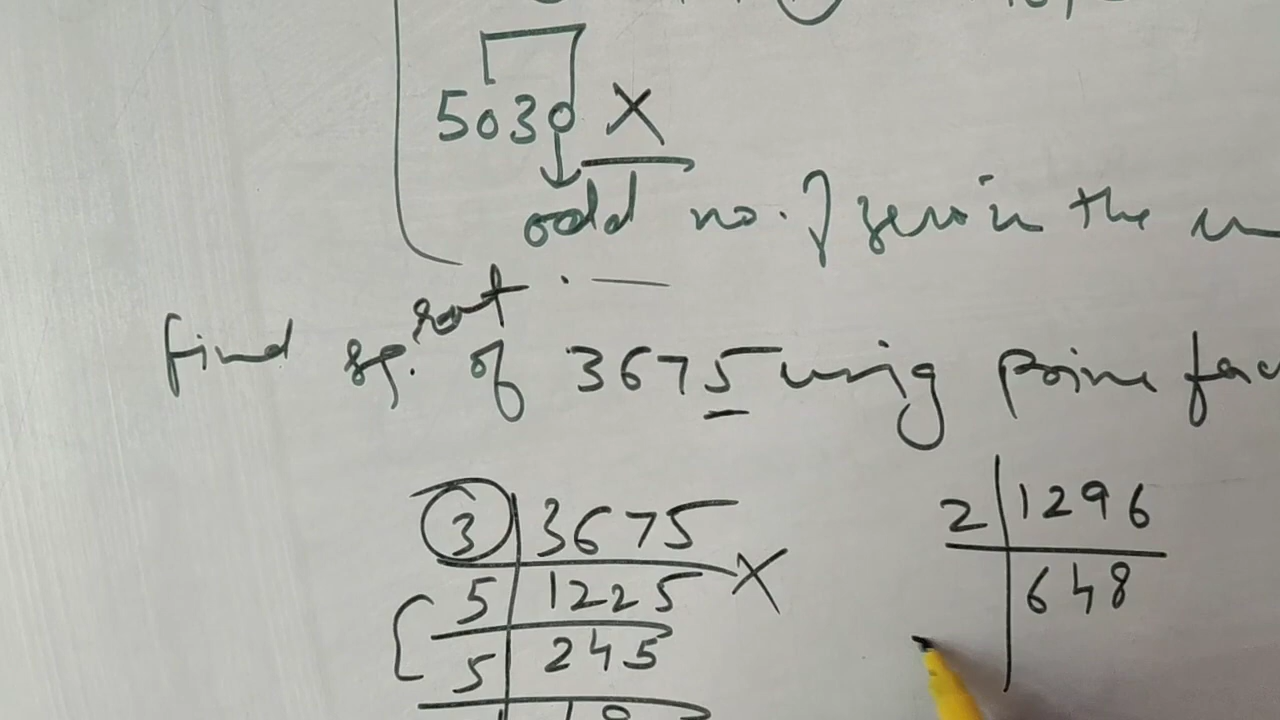 5030 X
odd no. of zero in the
find sq. root of 3675 using prime fac
3 3675
5 1225 X
5 245
2 1296
648